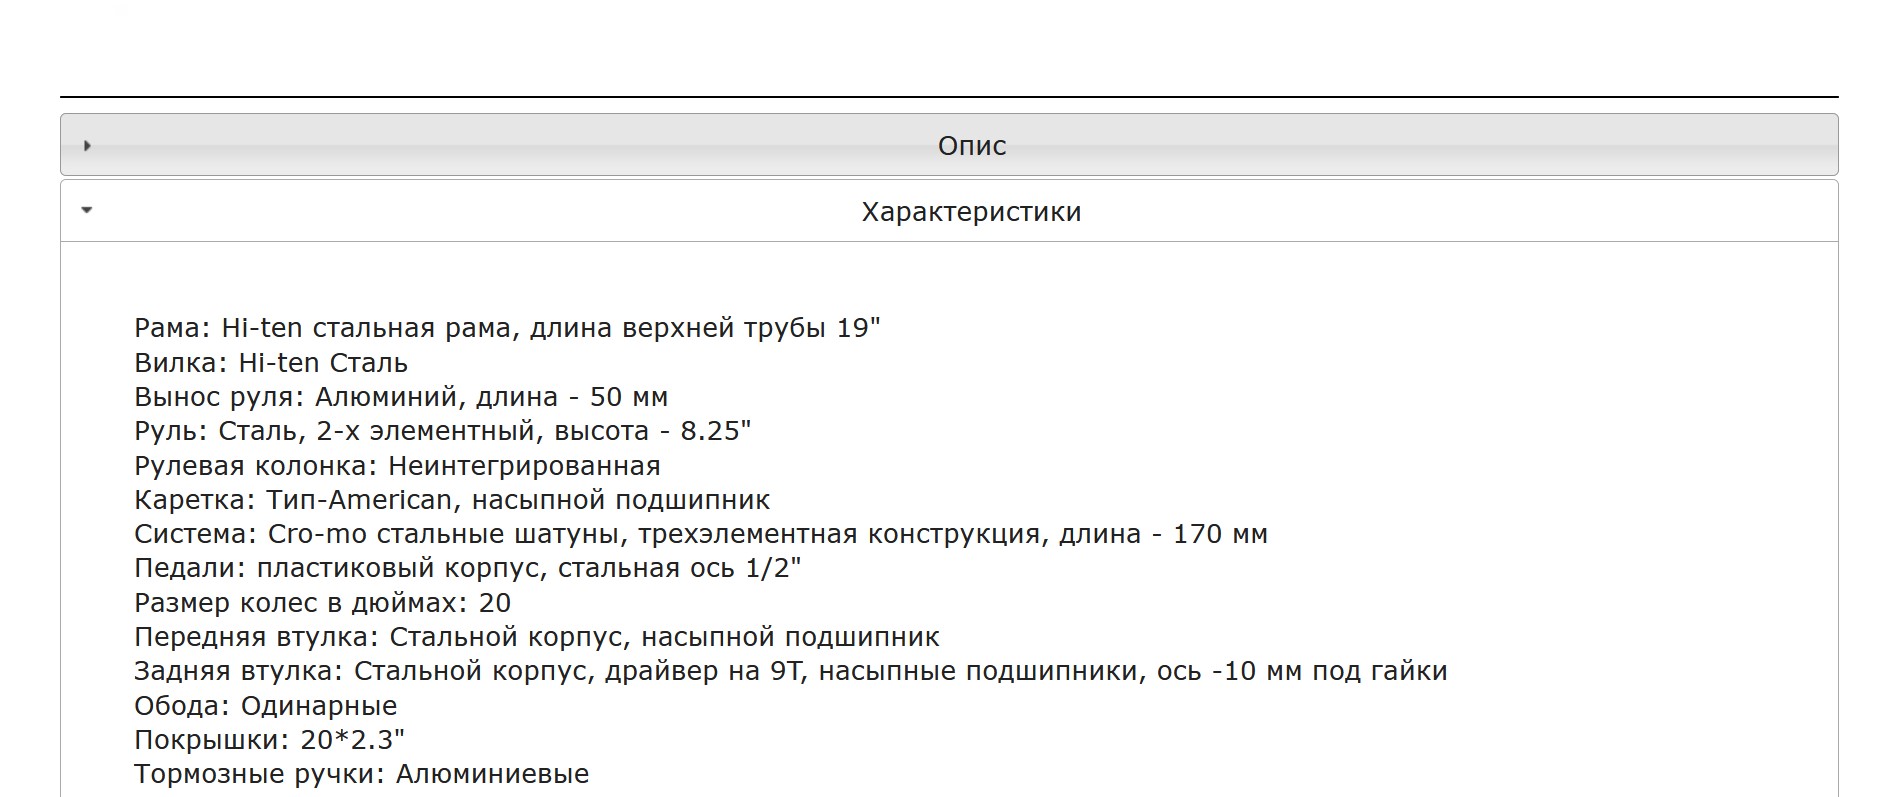 Опис
Характеристики
Рама: Hi-ten стальная рама, длина верхней трубы 19"
Вилка: Hi-ten Сталь
Вынос руля: Алюминий, длина - 50 мм
Руль: Сталь, 2-х элементный, высота - 8.25"
Рулевая колонка: Неинтегрированная
Каретка: Тип-American, насыпной подшипник
Система: Cro-mo стальные шатуны, трехэлементная конструкция, длина - 170 мм
Педали: пластиковый корпус, стальная ось 1/2"
Размер колес в дюймах: 20
Передняя втулка: Стальной корпус, насыпной подшипник
Задняя втулка: Стальной корпус, драйвер на 9Т, насыпные подшипники, ось -10 мм под гайки
Обода: Одинарные
Покрышки: 20*2.3"
Тормозные ручки: Алюминиевые